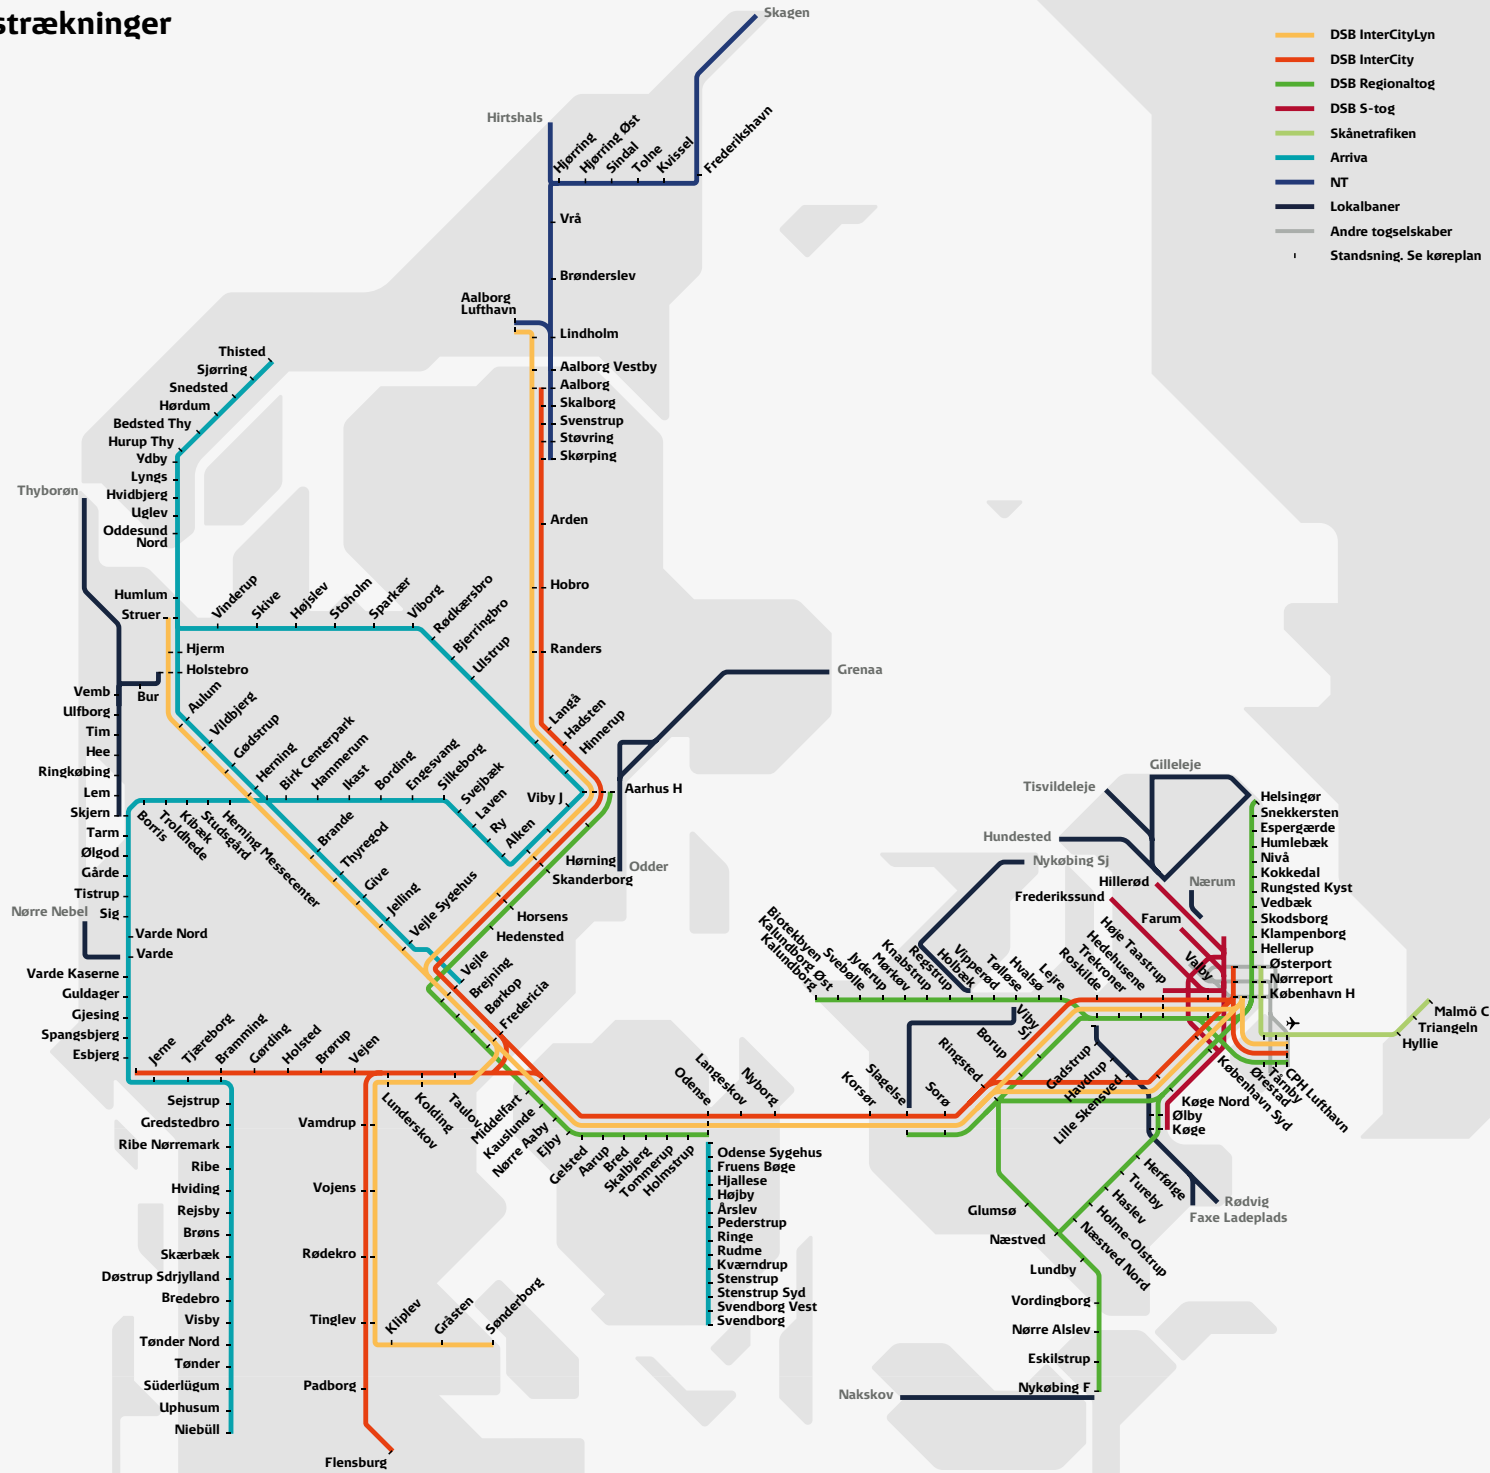 strækninger
DSB InterCityLyn
DSB InterCity
DSB Regionaltog
DSB S-tog
Skånetrafiken
Arriva
NT
Lokalbaner
Andre togselskaber
Standsning. Se køreplan
Skagen
Hirtshals
Hjørring
Hjørring Øst
Sindal
Tolne
Kvissel
Frederikshavn
Vrå
Brønderslev
Aalborg
Lufthavn
Lindholm
Aalborg Vestby
Aalborg
Skalborg
Svenstrup
Støvring
Skørping
Arden
Hobro
Randers
Langå
Hadsten
Hinnerup
Thisted
Sjørring
Snedsted
Hørdum
Bedsted Thy
Hurup Thy
Ydby
Lyngs
Hvidbjerg
Uglev
Oddesund
Nord
Humlum
Struer
Thyborøn
Vinderup
Skive
Højslev
Stoholm
Sparkær
Viborg
Rødkærsbro
Bjerringbro
Ulstrup
Hjerm
Holstebro
Bur
Vemb
Ulfborg
Tim
Hee
Ringkøbing
Lem
Skjern
Tarm
Ølgod
Gårde
Tistrup
Sig
Nørre Nebel
Varde Nord
Varde
Varde Kaserne
Guldager
Gjesing
Spangsbjerg
Esbjerg
Aulum
Vildbjerg
Gødstrup
Herning
Birk Centerpark
Hammerum
Ikast
Bording
Engesvang
Silkeborg
Svejbæk
Laven
Ry
Alken
Viby J
Aarhus H
Grenaa
Odder
Hørning
Skanderborg
Horsens
Hedensted
Borris
Troldhede
Kibæk
Studsgård
Herning Messecenter
Brande
Thyregod
Give
Jelling
Vejle Sygehus
Vejle
Brejning
Børkop
Fredericia
Jerne
Tjæreborg
Bramming
Gørding
Holsted
Brørup
Vejen
Sejstrup
Gredstedbro
Ribe Nørremark
Ribe
Hviding
Rejsby
Brøns
Skærbæk
Døstrup Sdrjylland
Bredebro
Visby
Tønder Nord
Tønder
Süderlügum
Uphusum
Niebüll
Lunderskov
Kolding
Taulov
Middelfart
Kauslunde
Nørre Aaby
Ejby
Gelsted
Aarup
Bred
Skalbjerg
Tommerup
Holmstrup
Vamdrup
Vojens
Rødekro
Tinglev
Padborg
Flensburg
Kliplev
Gråsten
Sønderborg
Odense
Langeskov
Nyborg
Odense Sygehus
Fruens Bøge
Hjallese
Højby
Årslev
Pederstrup
Ringe
Rudme
Kværndrup
Stenstrup
Stenstrup Syd
Svendborg Vest
Svendborg
Korsør
Slagelse
Sorø
Ringsted
Borup
Viby
Sj
Kalundborg
Kalundborg Øst
Biotekbyen
Svebølle
Jyderup
Mørkøv
Knabstrup
Regstrup
Holbæk
Vipperød
Tølløse
Hvalsø
Lejre
Roskilde
Trekroner
Hedehusene
Høje Taastrup
Valby
Nykøbing Sj
Hundested
Tisvildeleje
Gilleleje
Hillerød
Frederikssund
Farum
Nærum
Helsingør
Snekkersten
Espergærde
Humlebæk
Nivå
Kokkedal
Rungsted Kyst
Vedbæk
Skodsborg
Klampenborg
Hellerup
Østerport
Nørreport
København H
Malmö C
Triangeln
Hyllie
CPH Lufthavn
Tårnby
Ørestad
København Syd
Gadstrup
Havdrup
Lille Skensved
Køge Nord
Ølby
Køge
Herfølge
Tureby
Haslev
Holme-Olstrup
Næstved Nord
Rødvig
Faxe Ladeplads
Glumsø
Næstved
Lundby
Vordingborg
Nørre Alslev
Eskilstrup
Nykøbing F
Nakskov